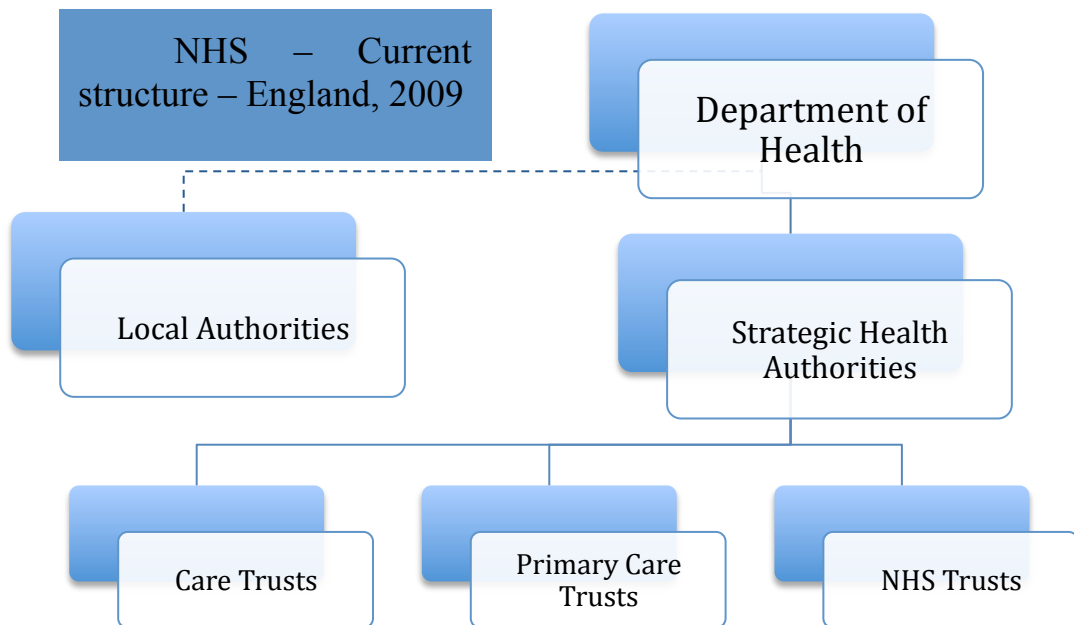 NHS – Current
structure – England, 2009
Department of
Health
Local Authorities
Strategic Health
Authorities
Care Trusts
Primary Care
Trusts
NHS Trusts